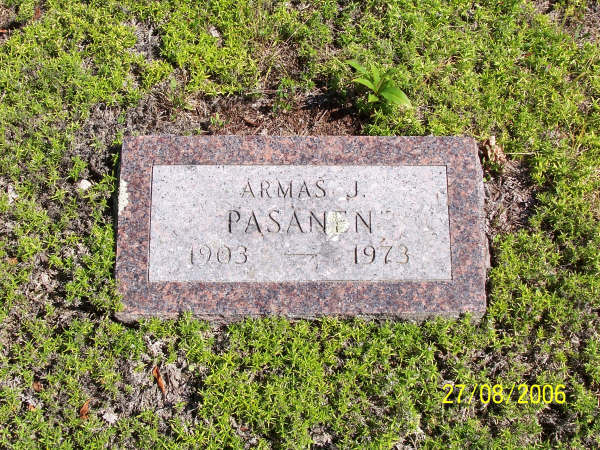 ARMAS J.
PASANEN
1903 — 1973
27/08/2006